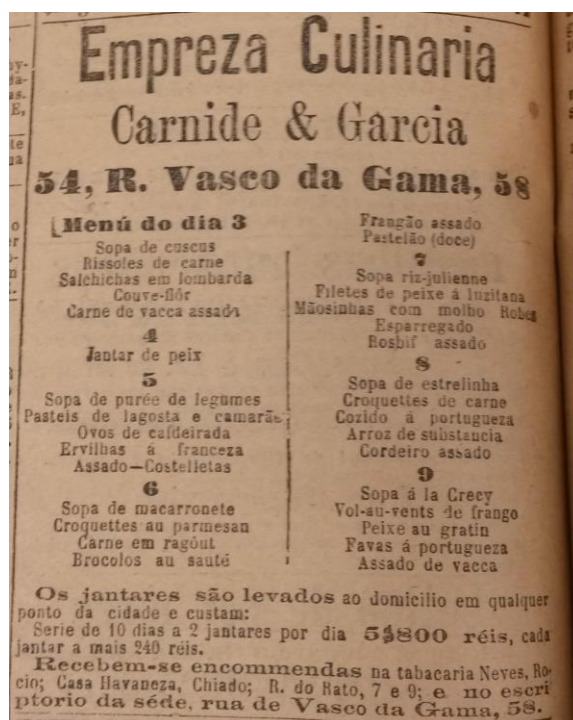 Empreza Culinaria
Carnide & Garcia
54, R. Vasco da Gama, 58
Menú do dia 3
Sopa de cuscus
Rissoles de carne
Salchichas em lombarda
Couve-flôr
Carne de vacca assada
4
Jantar de peix
5
Sopa de purée de legumes
Pasteis de lagosta e camarã
Ovos de caldeirada
Ervilhas á franceza
Assado—Costelletas
6
Sopa de macarronete
Croquettes au parmesan
Carne em ragôut
Brocolos au sauté
Frangão assado
Pastelão (doce)
7
Sopa riz-julienne
Filetes de peixe á luzitana
Mãosinhas com molho Robes
Esparregado
Rosbif assado
8
Sopa de estrelinha
Croquettes de carne
Cozido á portugueza
Arroz de substancia
Cordeiro assado
9
Sopa á la Crecy
Vol-au-vents de frango
Peixe au gratin
Favas á portugueza
Assado de vacca
Os jantares são levados ao domicilio em qualquer
ponto da cidade e custam:
Serie de 10 dias a 2 jantares por dia 5$800 réis, cada
jantar a mais 240 réis.
Recebem-se encommendas na tabacaria Neves, Ro-
cio; Casa Havaneza, Chiado; R. do Rato, 7 e 9; e no escri
ptorio da séde, rua de Vasco da Gama, 58.